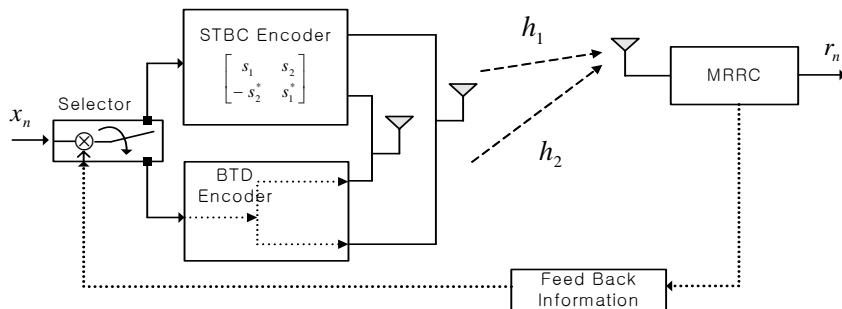 STBC Encoder
s₁ s₂
− s₂* s₁*
h₁
MRRC
rₙ
Selector
xₙ
BTD
Encoder
h₂
Feed Back
Information